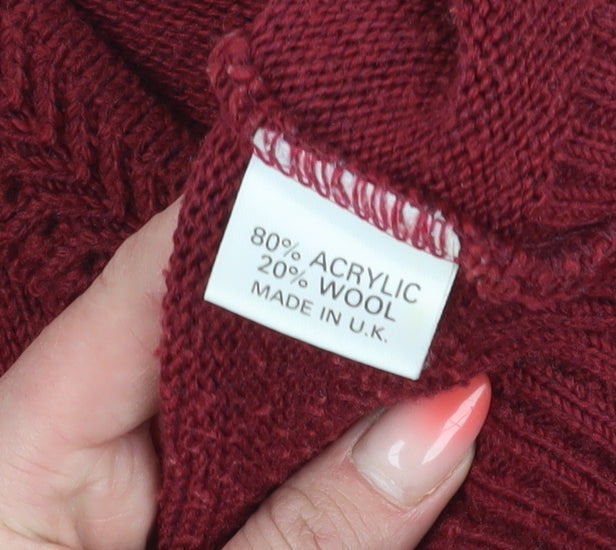 80% ACRYLIC
20% WOOL
MADE IN U.K.